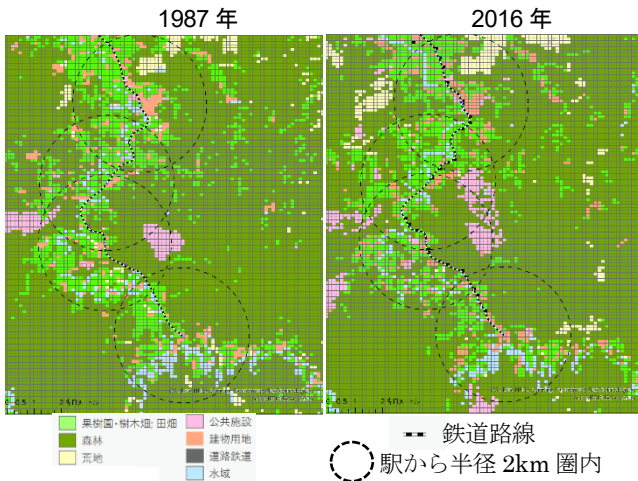 1987 年
2016 年
果樹園・樹木畑; 田畑
森林
荒地
公共施設
建物用地
道路鉄道
水域
鉄道路線
駅から半径 2km 圏内